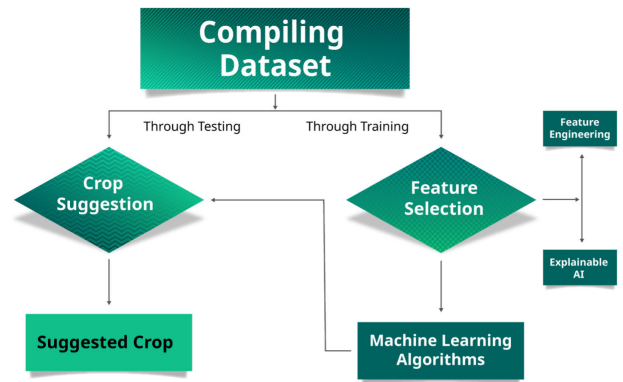 Compiling
Dataset
Through Testing
Through Training
Feature
Engineering
Crop
Suggestion
Feature
Selection
Explainable
AI
Suggested Crop
Machine Learning
Algorithms